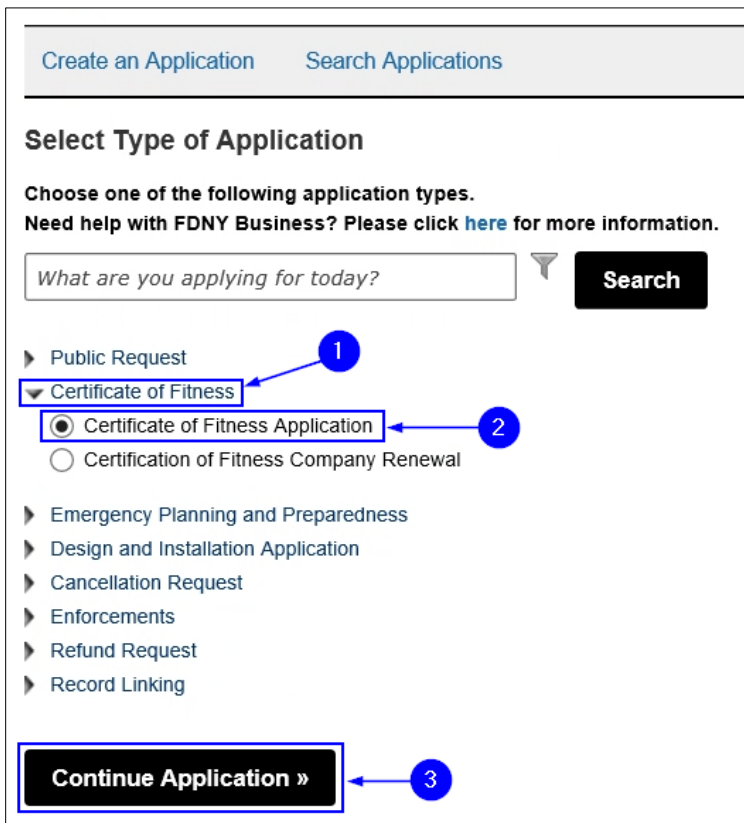 Create an Application Search Applications
Select Type of Application
Choose one of the following application types.
Need help with FDNY Business? Please click here for more information.
What are you applying for today? Search
Public Request 1
Certificate of Fitness
Certificate of Fitness Application 2
Certification of Fitness Company Renewal
Emergency Planning and Preparedness
Design and Installation Application
Cancellation Request
Enforcements
Refund Request
Record Linking
Continue Application » 3